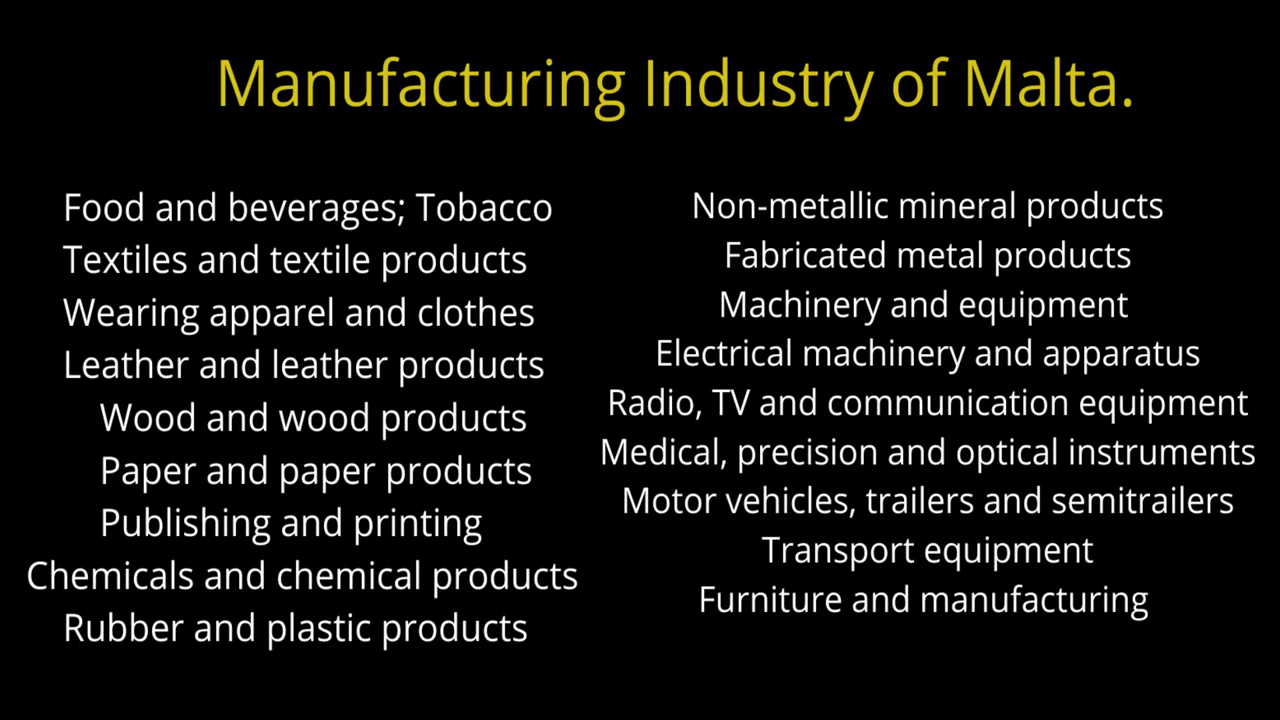 Manufacturing Industry of Malta.
Food and beverages; Tobacco
Textiles and textile products
Wearing apparel and clothes
Leather and leather products
Wood and wood products
Paper and paper products
Publishing and printing
Chemicals and chemical products
Rubber and plastic products
Non-metallic mineral products
Fabricated metal products
Machinery and equipment
Electrical machinery and apparatus
Radio, TV and communication equipment
Medical, precision and optical instruments
Motor vehicles, trailers and semitrailers
Transport equipment
Furniture and manufacturing